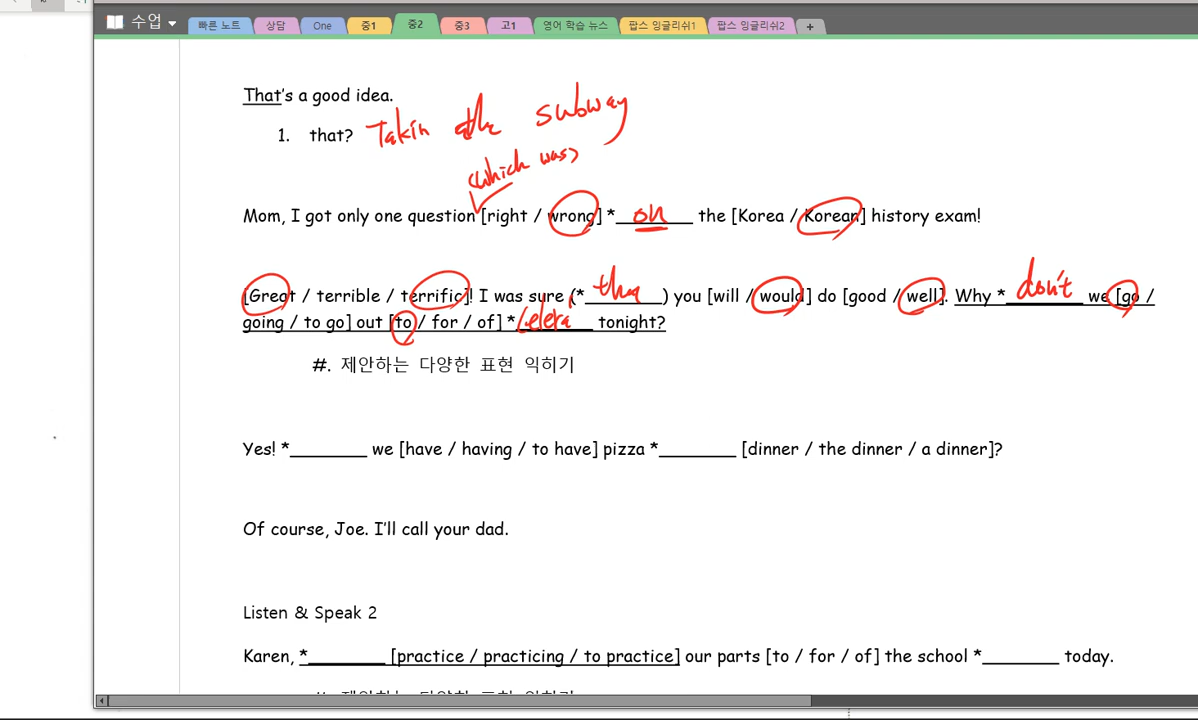 수업 빠른 노트 상담 One 중1 중2 중3 고1 영어 학습 뉴스 팝스 잉글리쉬1 팝스 잉글리쉬2 +
That's a good idea.
1. that? Takin the subway
(which was)
Mom, I got only one question [right / wrong] *on the [Korea / Korean] history exam!
[Great / terrible / terrific]! I was sure (*tha) you [will / would] do [good / well]. Why *don't we [go /
going / to go] out [to / for / of] *celera tonight?
#. 제안하는 다양한 표현 익히기
Yes! *________ we [have / having / to have] pizza *________ [dinner / the dinner / a dinner]?
Of course, Joe. I'll call your dad.
Listen & Speak 2
Karen, *________ [practice / practicing / to practice] our parts [to / for / of] the school *________ today.